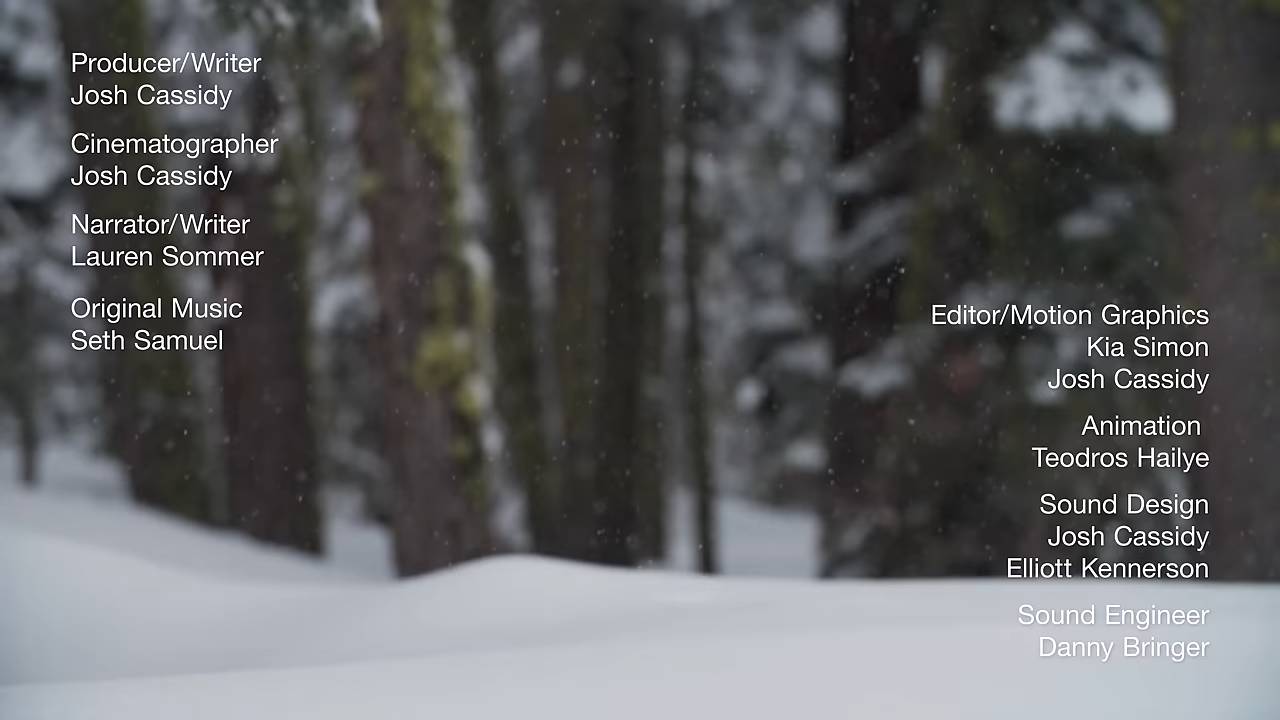 Producer/Writer
Josh Cassidy
Cinematographer
Josh Cassidy
Narrator/Writer
Lauren Sommer
Original Music
Seth Samuel
Editor/Motion Graphics
Kia Simon
Josh Cassidy
Animation
Teodros Hailye
Sound Design
Josh Cassidy
Elliott Kennerson
Sound Engineer
Danny Bringer